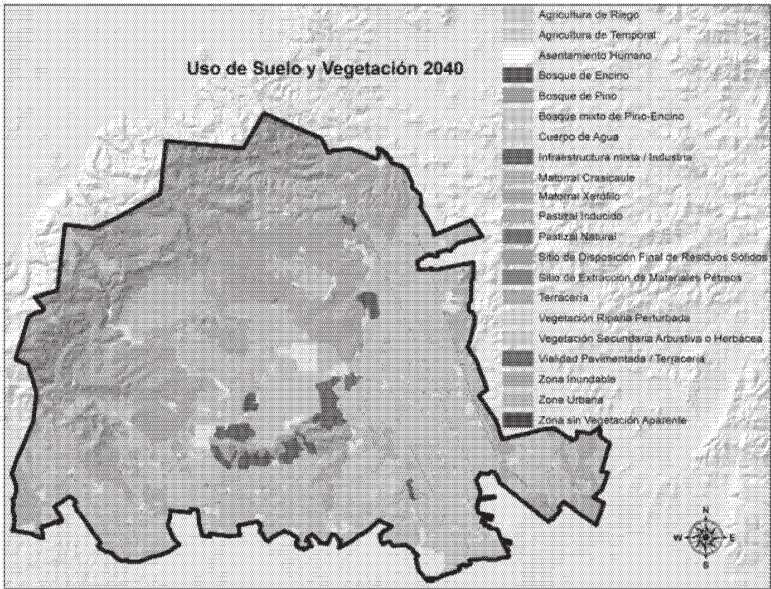 Uso de Suelo y Vegetación 2040
Agricultura de Riego
Agricultura de Temporal
Asentamiento Humano
Bosque de Encino
Bosque de Pino
Bosque mixto de Pino-Encino
Cuerpo de Agua
Infraestructura mixta / Industria
Matorral Crasicaule
Matorral Xerófilo
Pastizal Inducido
Pastizal Natural
Sitio de Disposición Final de Residuos Sólidos
Sitio de Extracción de Materiales Pétreos
Terracería
Vegetación Riparia Perturbada
Vegetación Secundaria Arbustiva o Herbácea
Vialidad Pavimentada / Terracería
Zona Inundable
Zona Urbana
Zona sin Vegetación Aparente
N
W E
S